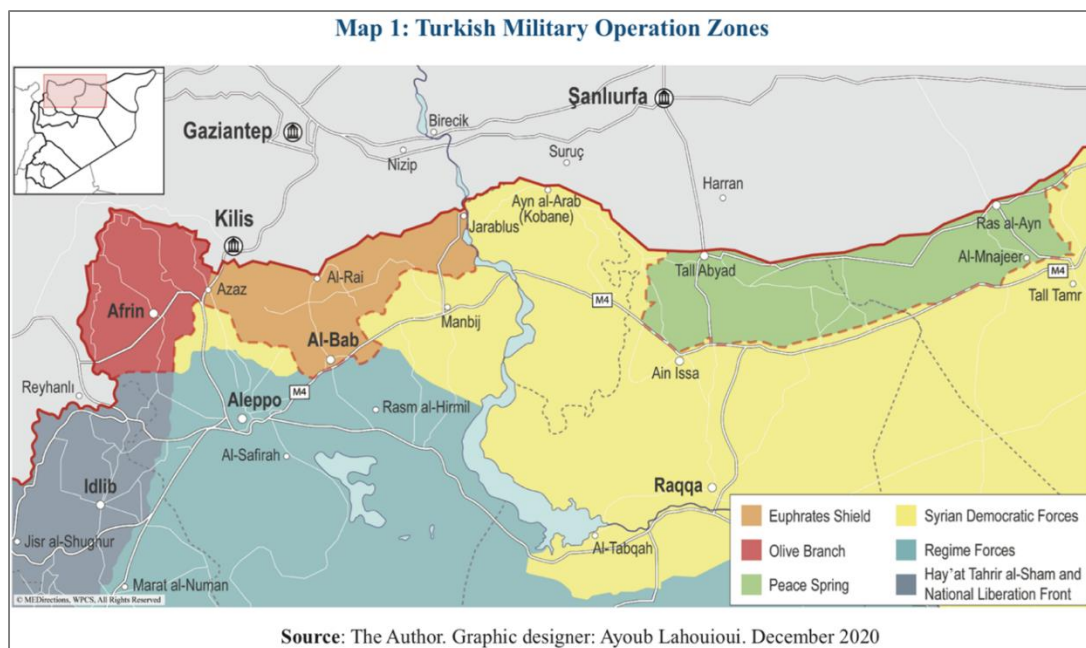 Map 1: Turkish Military Operation Zones
Şanlıurfa
Gaziantep
Birecik
Nizip
Suruç
Harran
Kilis
Ayn al-Arab
(Kobane)
Jarablus
Ras al-Ayn
Al-Rai
Azaz
Tall Abyad
Al-Mnajeer
M4
Tall Tamr
Afrin
M4
Manbij
Al-Bab
Ain Issa
Reyhanlı
M4
Aleppo
Rasm al-Hirmil
Al-Safirah
Idlib
Raqqa
Jisr al-Shughur
Al-Tabqah
Marat al-Numan
Euphrates Shield
Olive Branch
Peace Spring
Syrian Democratic Forces
Regime Forces
Hay’at Tahrir al-Sham and
National Liberation Front
© MEDirections, WPCS, All Rights Reserved
Source: The Author. Graphic designer: Ayoub Lahouioui. December 2020